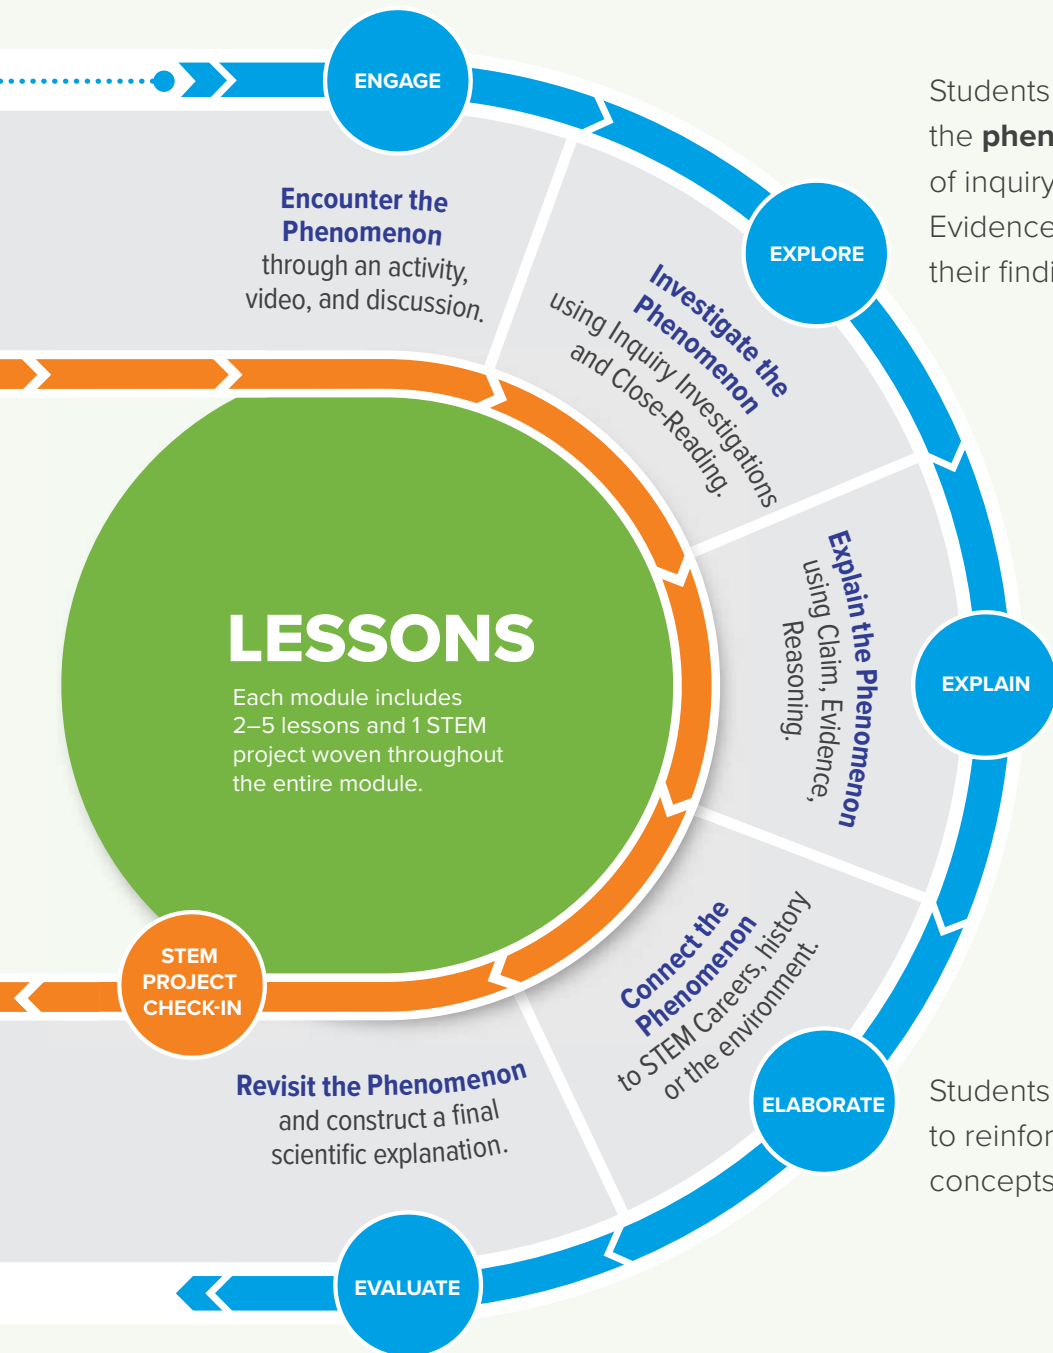 ENGAGE
Encounter the
Phenomenon
through an activity,
video, and discussion.
EXPLORE
Investigate the
Phenomenon
using Inquiry Investigations
and Close-Reading.
EXPLAIN
Explain the Phenomenon
using Claim, Evidence,
Reasoning.
ELABORATE
Connect the
Phenomenon
to STEM Careers, history
or the environment.
EVALUATE
Revisit the Phenomenon
and construct a final
scientific explanation.
LESSONS
Each module includes
2–5 lessons and 1 STEM
project woven throughout
the entire module.
STEM
PROJECT
CHECK-IN
Students
the
of inquiry
Evidence
their
Students
to
concepts